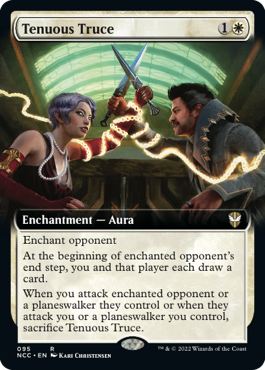 Tenuous Truce 1
Enchantment — Aura
Enchant opponent
At the beginning of enchanted opponent's
end step, you and that player each draw a
card.
When you attack enchanted opponent or
a planeswalker they control or when they
attack you or a planeswalker you control,
sacrifice Tenuous Truce.
095 R
NCC • EN Kari Christensen
™ & © 2022 Wizards of the Coast